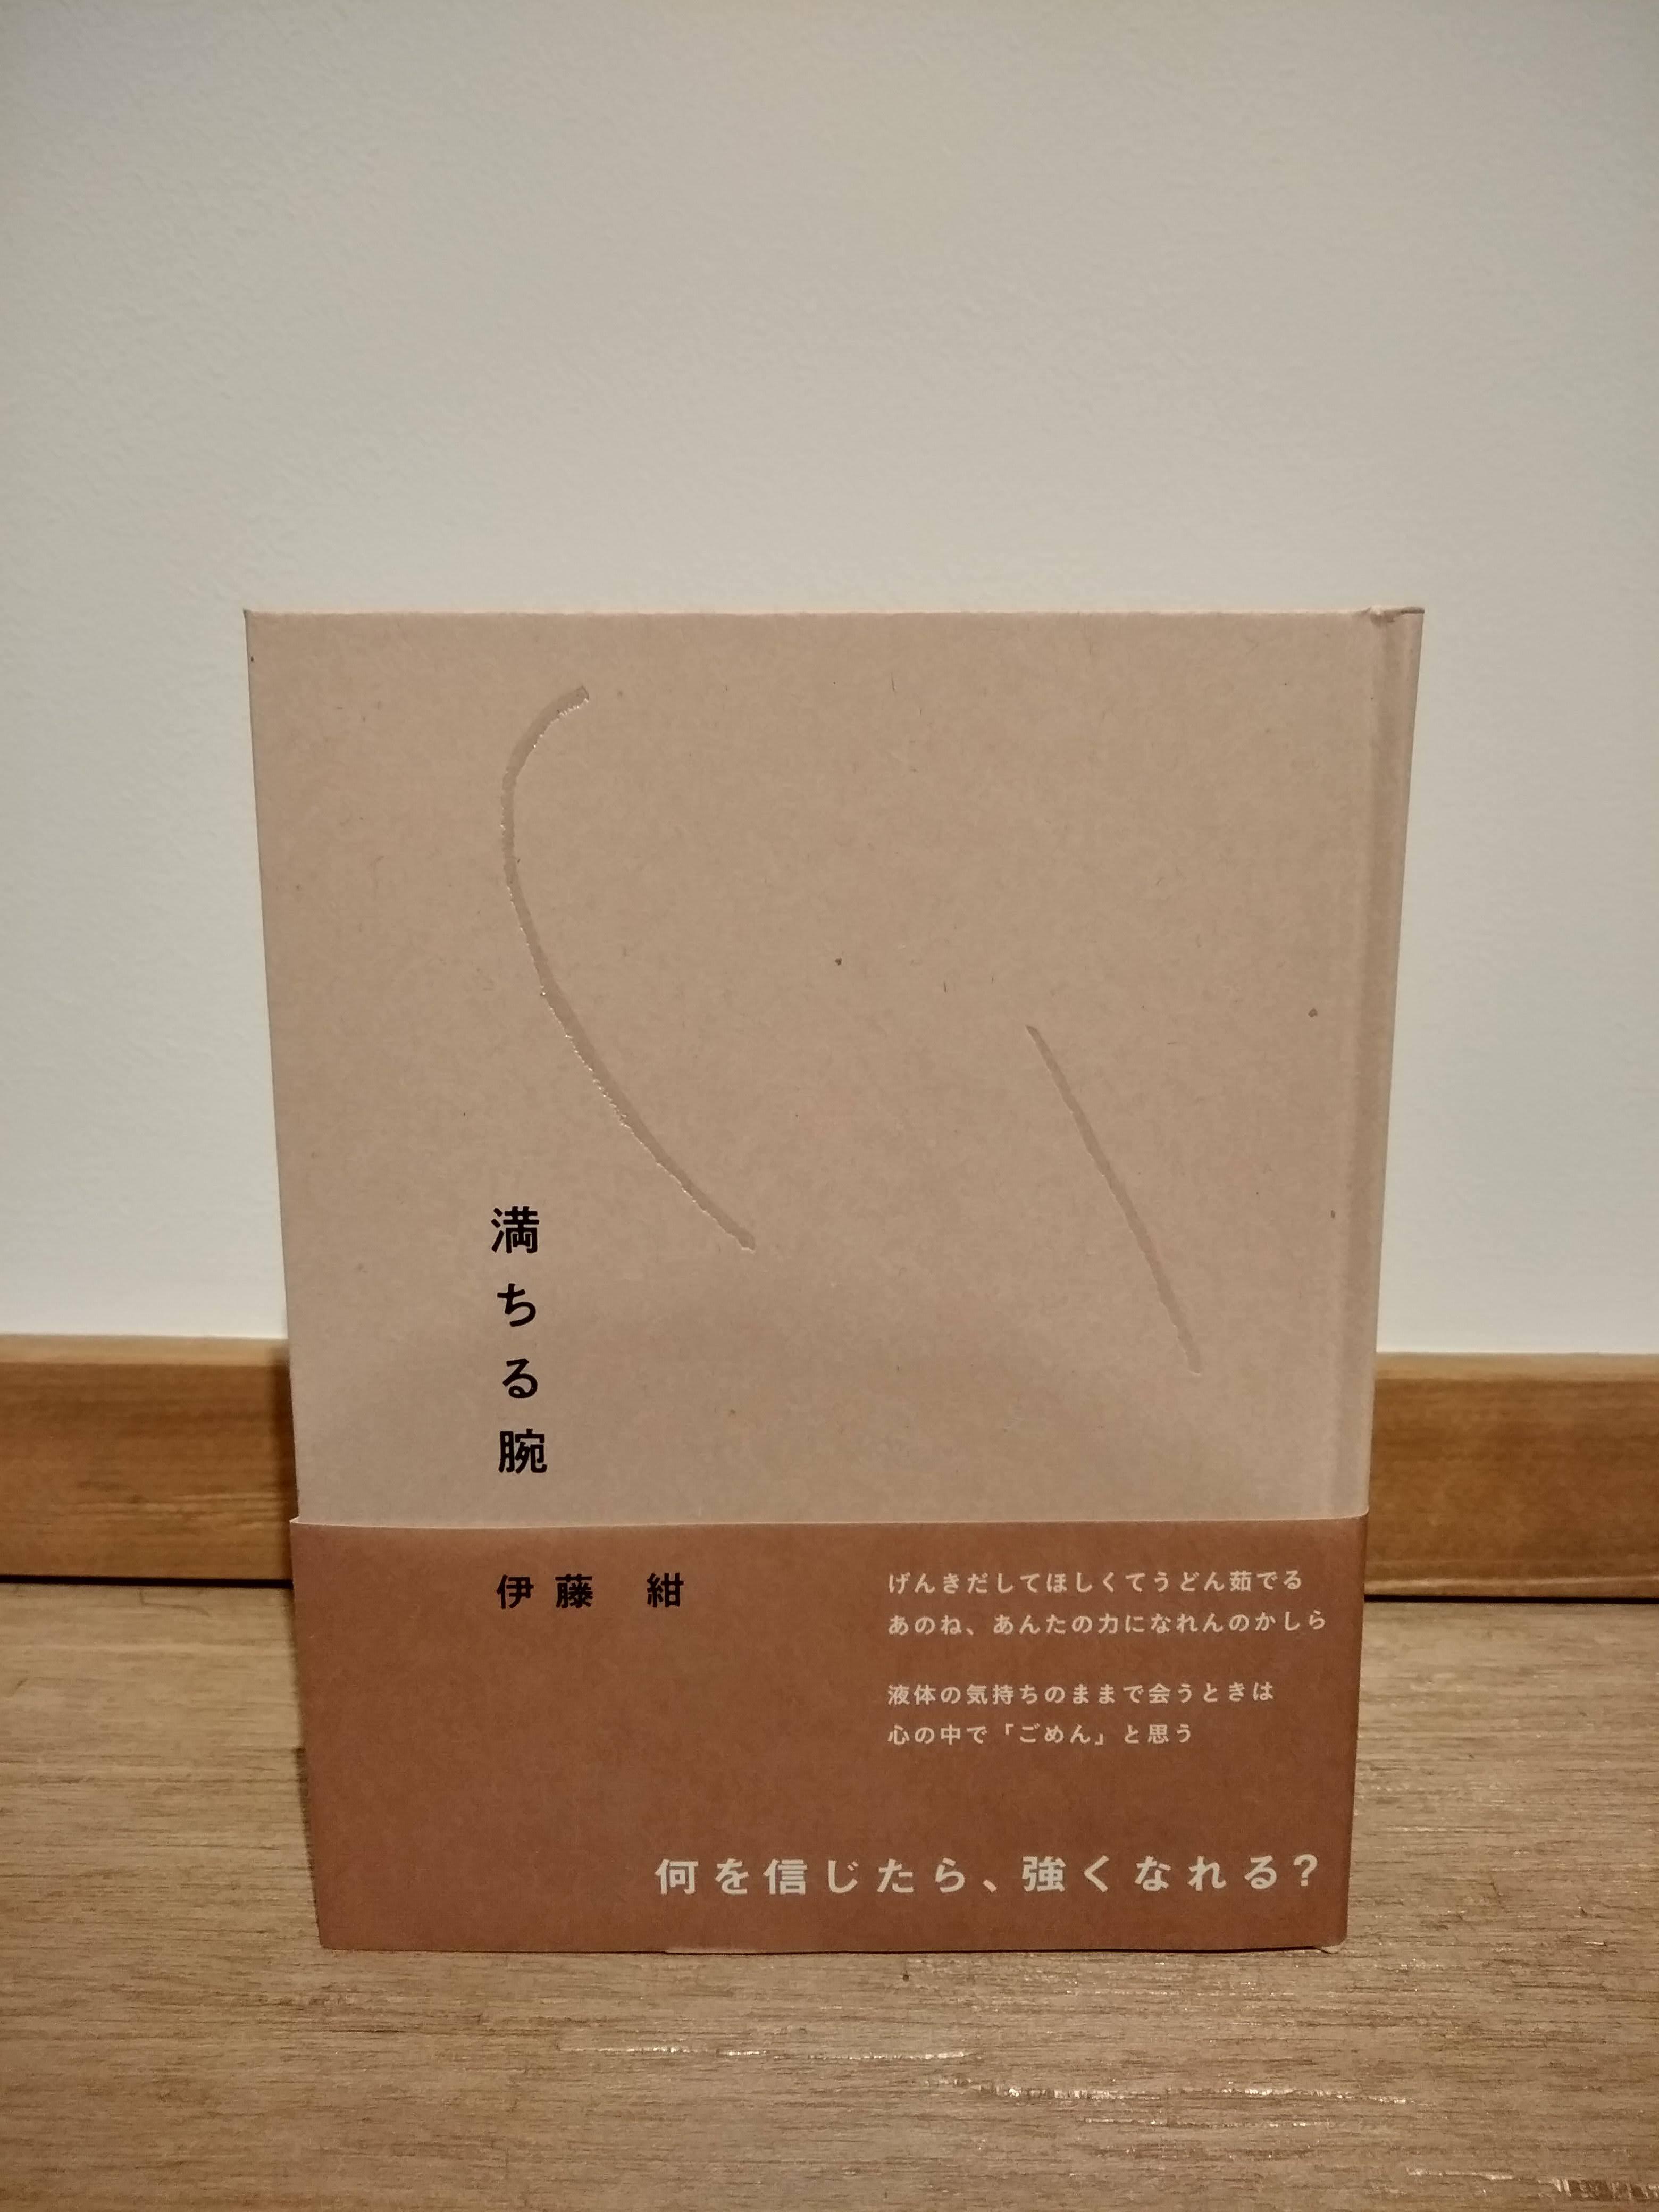 満ちる腕
伊藤 紺
げんきだしてほしくてうどん茹でる
あのね、あんたの力になれんのかしら
液体の気持ちのままで会うときは
心の中で「ごめん」と思う
何を信じたら、強くなれる?